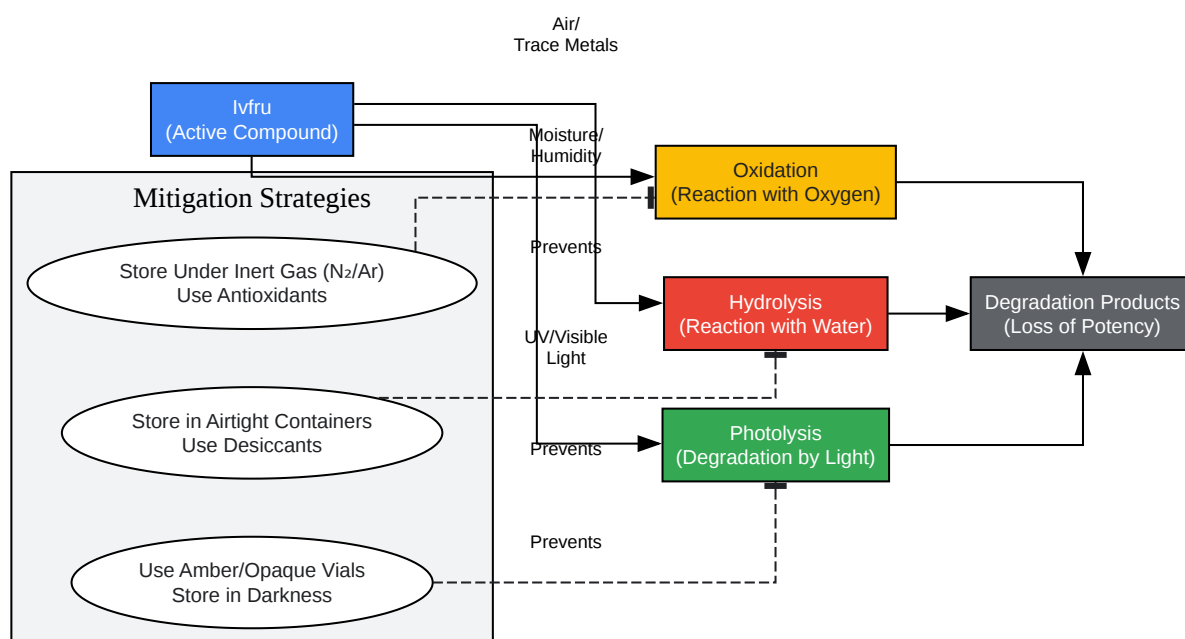 Air/
Trace Metals
Ivfru
(Active Compound)
Moisture/
Humidity
Oxidation
(Reaction with Oxygen)
Mitigation Strategies
Prevents
Store Under Inert Gas (N₂/Ar)
Use Antioxidants
Hydrolysis
(Reaction with Water)
Degradation Products
(Loss of Potency)
UV/Visible
Light
Store in Airtight Containers
Use Desiccants
Prevents
Photolysis
(Degradation by Light)
Prevents
Use Amber/Opaque Vials
Store in Darkness